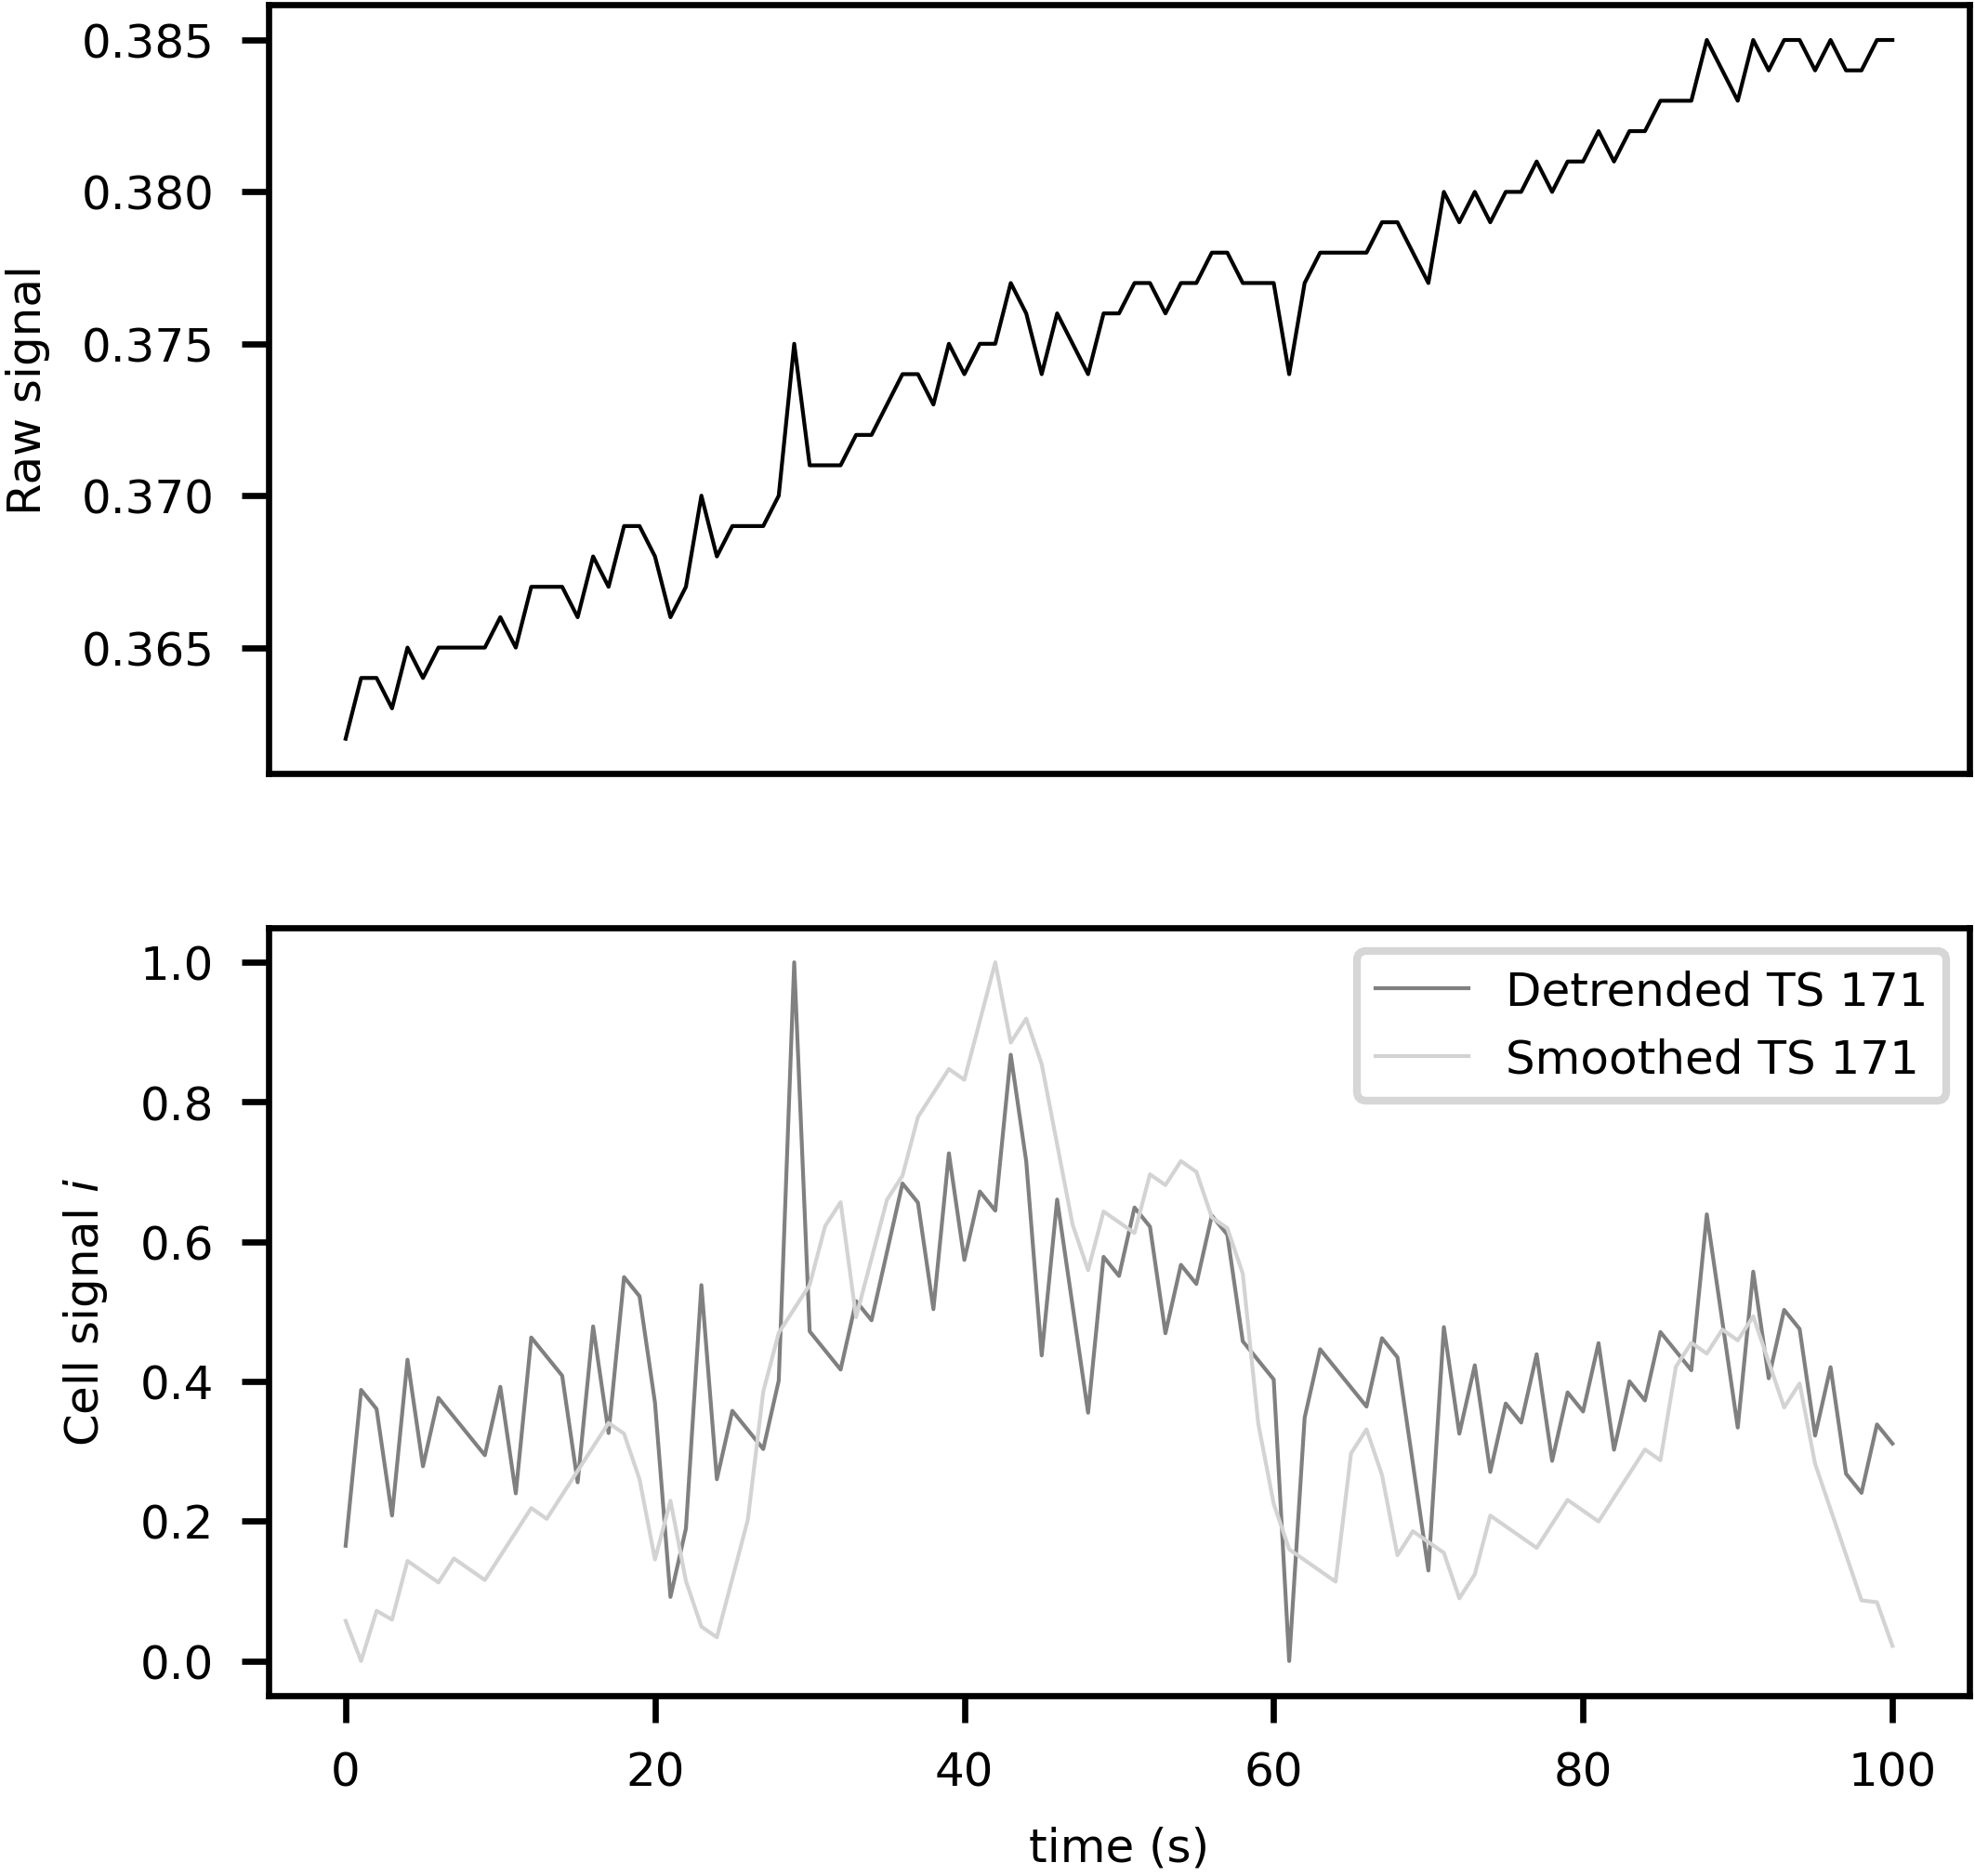 Raw signal
0.385
0.380
0.375
0.370
0.365
Cell signal i
1.0
0.8
0.6
0.4
0.2
0.0
Detrended TS 171
Smoothed TS 171
0 20 40 60 80 100
time (s)